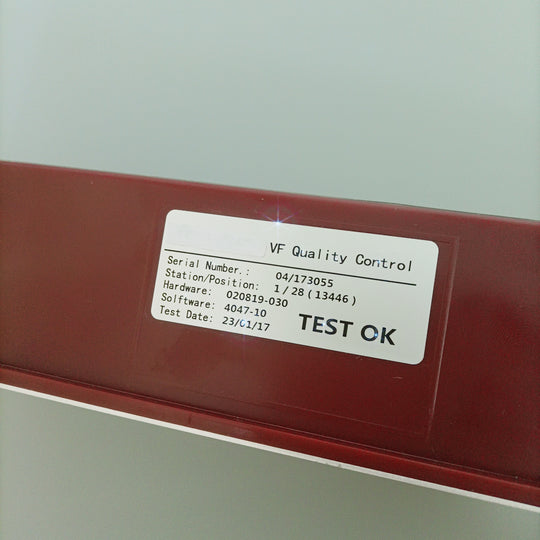 VF Quality Control
Serial Number.: 04/173055
Station/Position: 1/28(13446)
Hardware: 020819-030
Solftware: 4047-10
Test Date: 23/01/17
TEST OK